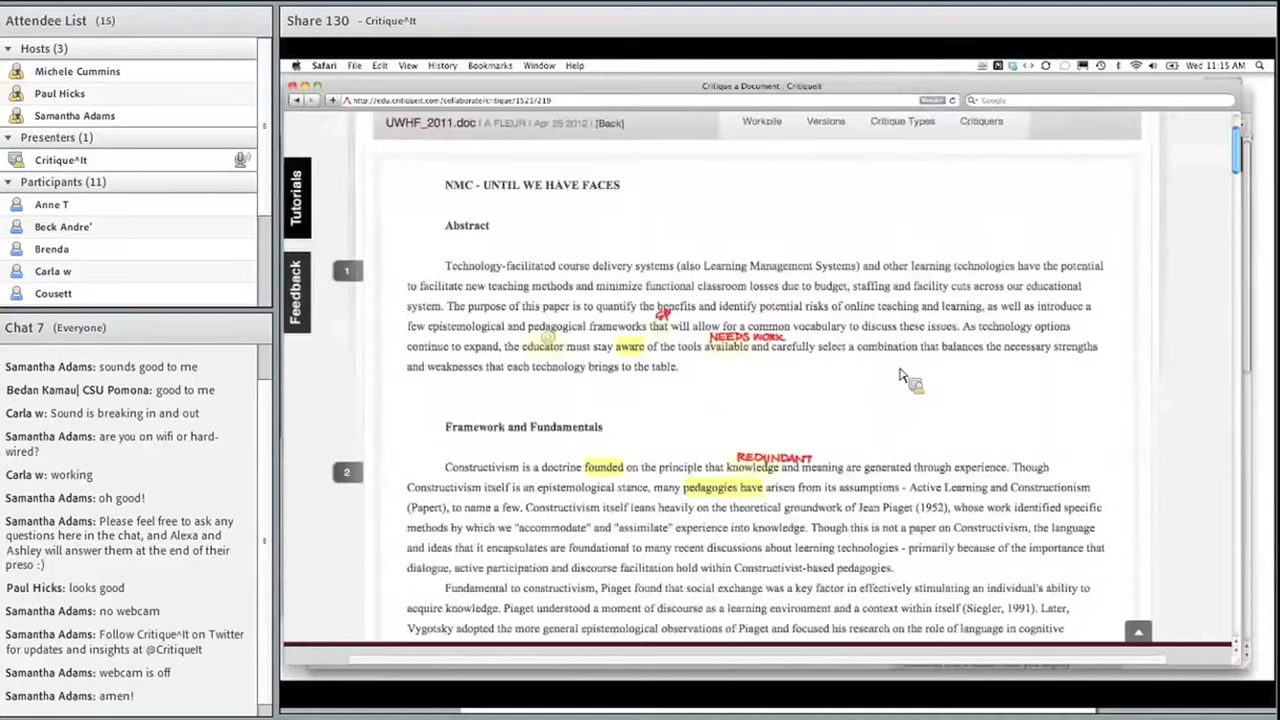 Attendee List (15)
Hosts (3)
Michele Cummins
Paul Hicks
Samantha Adams
Presenters (1)
Critique^It
Participants (11)
Anne T
Beck Andre'
Brenda
Carla w
Cousett
Chat 7 (Everyone)
Samantha Adams: sounds good to me
Bedan Kamau| CSU Pomona: good to me
Carla w: Sound is breaking in and out
Samantha Adams: are you on wifi or hard-
wired?
Carla w: working
Samantha Adams: oh good!
Samantha Adams: Please feel free to ask any
questions here in the chat, and Alexa and
Ashley will answer them at the end of their
preso :)
Paul Hicks: looks good
Samantha Adams: no webcam
Samantha Adams: Follow Critique^It on Twitter
for updates and insights at @CritiqueIt
Samantha Adams: webcam is off
Samantha Adams: amen!
Share 130 - Critique^It
Safari File Edit View History Bookmarks Window Help
Wed 11:15 AM
Critique a Document . CritiqueIt
http://edu.critiqueit.com/collaborate/critique/1521/219
Reader
Google
UWHF_2011.doc | A FLEUR | Apr 25 2012 | [Back]
Workpile Versions Critique Types Critiquers
Tutorials
Feedback
NMC - UNTIL WE HAVE FACES
Abstract
1
Technology-facilitated course delivery systems (also Learning Management Systems) and other learning technologies have the potential
to facilitate new teaching methods and minimize functional classroom losses due to budget, staffing and facility cuts across our educational
system. The purpose of this paper is to quantify the benefits and identify potential risks of online teaching and learning, as well as introduce a
SP
few epistemological and pedagogical frameworks that will allow for a common vocabulary to discuss these issues. As technology options
NEEDS WORK
continue to expand, the educator must stay aware of the tools available and carefully select a combination that balances the necessary strengths
and weaknesses that each technology brings to the table.
Framework and Fundamentals
REDUNDANT
2
Constructivism is a doctrine founded on the principle that knowledge and meaning are generated through experience. Though
Constructivism itself is an epistemological stance, many pedagogies have arisen from its assumptions - Active Learning and Constructionism
(Papert), to name a few. Constructivism itself leans heavily on the theoretical groundwork of Jean Piaget (1952), whose work identified specific
methods by which we "accommodate" and "assimilate" experience into knowledge. Though this is not a paper on Constructivism, the language
and ideas that it encapsulates are foundational to many recent discussions about learning technologies - primarily because of the importance that
dialogue, active participation and discourse facilitation hold within Constructivist-based pedagogies.
Fundamental to constructivism, Piaget found that social exchange was a key factor in effectively stimulating an individual's ability to
acquire knowledge. Piaget understood a moment of discourse as a learning environment and a context within itself (Siegler, 1991). Later,
Vygotsky adopted the more general epistemological observations of Piaget and focused his research on the role of language in cognitive